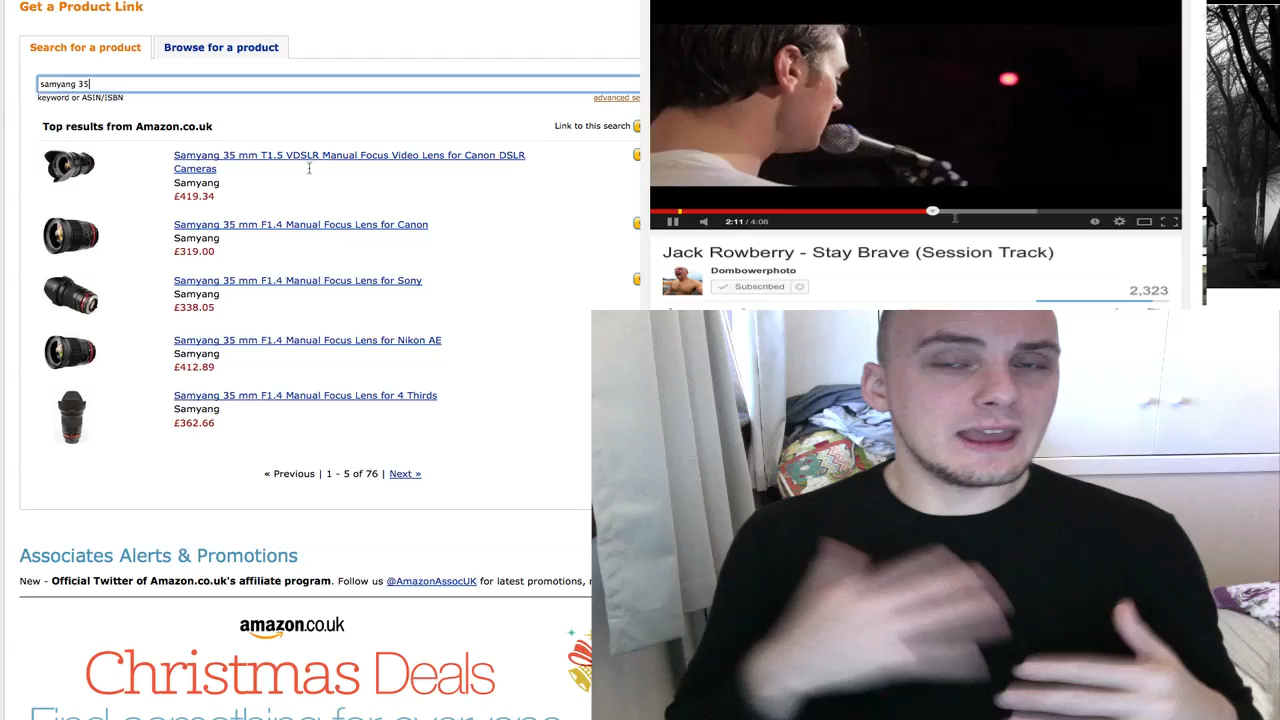 Get a Product Link
Search for a product
Browse for a product
samyang 35
keyword or ASIN/ISBN
advanced se
Top results from Amazon.co.uk
Link to this search
Samyang 35 mm T1.5 VDSLR Manual Focus Video Lens for Canon DSLR
Cameras
Samyang
£419.34
Samyang 35 mm F1.4 Manual Focus Lens for Canon
Samyang
£319.00
Samyang 35 mm F1.4 Manual Focus Lens for Sony
Samyang
£338.05
Samyang 35 mm F1.4 Manual Focus Lens for Nikon AE
Samyang
£412.89
Samyang 35 mm F1.4 Manual Focus Lens for 4 Thirds
Samyang
£362.66
« Previous | 1 - 5 of 76 | Next »
Associates Alerts & Promotions
New - Official Twitter of Amazon.co.uk's affiliate program. Follow us @AmazonAssocUK for latest promotions,
amazon.co.uk
Christmas Deals
Find something for everyone
2:11 / 4:06
Jack Rowberry - Stay Brave (Session Track)
Dombowerphoto
Subscribed
2,323